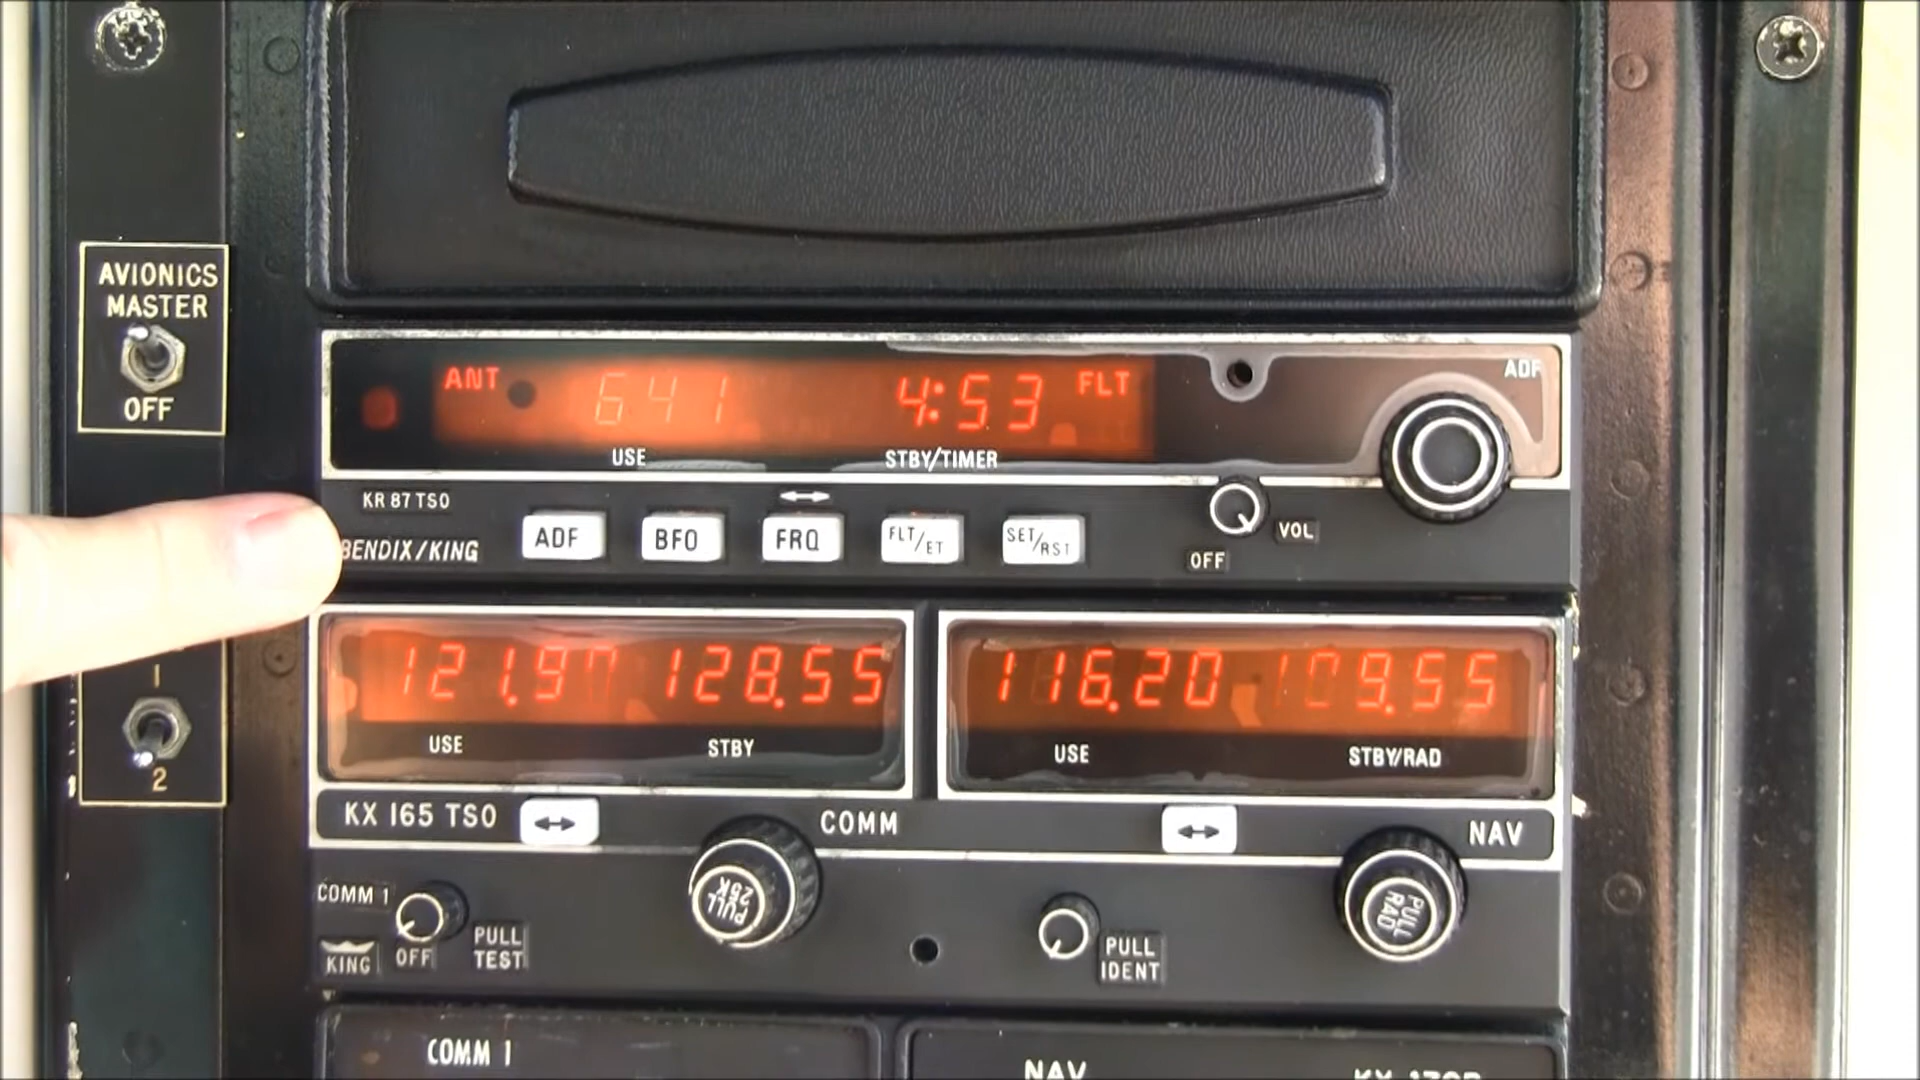 AVIONICS
MASTER
OFF
ANT 641 4:53 FLT ADF
USE STBY/TIMER
KR 87 TSO
BENDIX/KING ADF BFO FRQ FLT/ET SET/RST OFF VOL
1
2
121.97 128.55 116.20 109.55
USE STBY USE STBY/RAD
KX 165 TSO COMM NAV
COMM 1 OFF PULL TEST PULL 25K PULL IDENT PULL RAD
KING
COMM 1 NAV